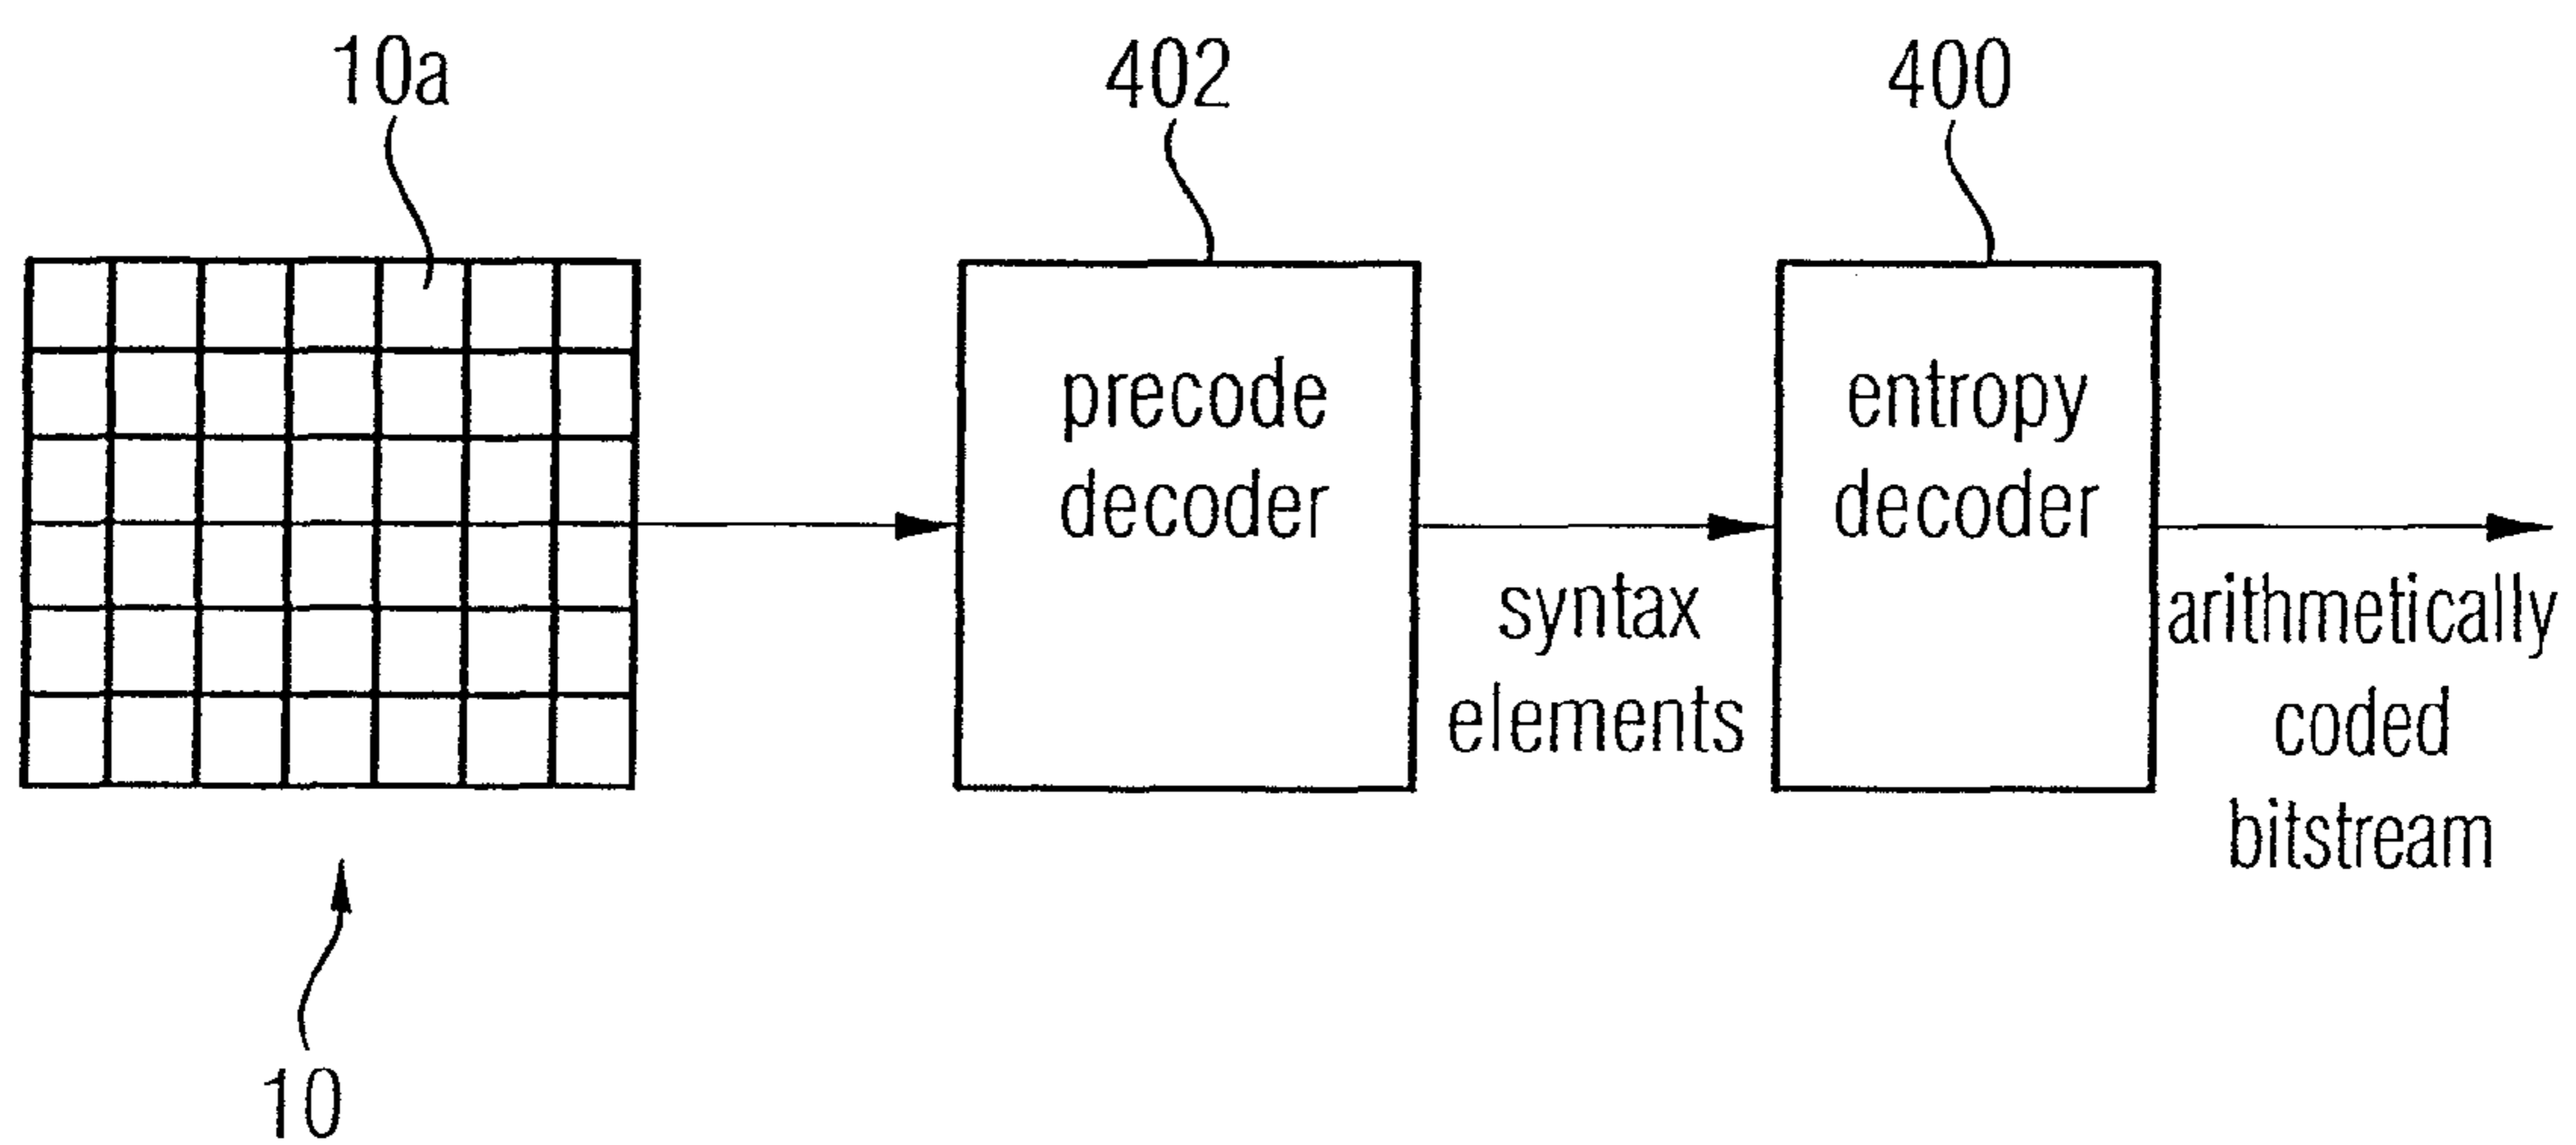 10a
402
400
precode
decoder
entropy
decoder
syntax
elements
arithmetically
coded
bitstream
10